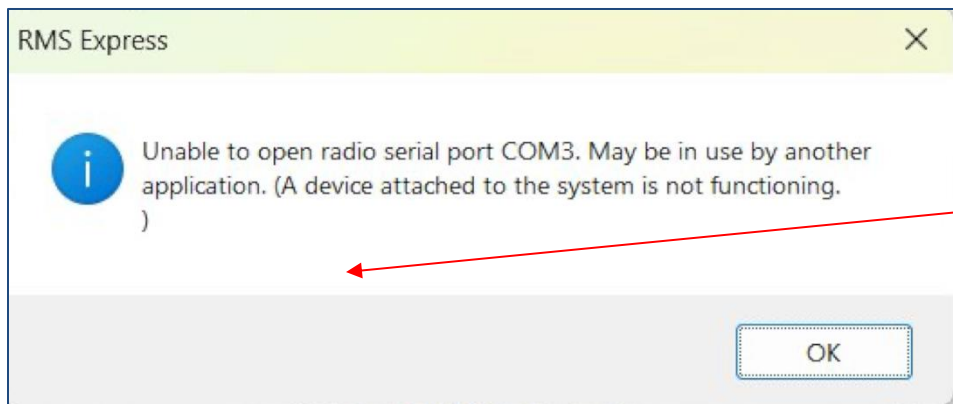 RMS Express
Unable to open radio serial port COM3. May be in use by another
application. (A device attached to the system is not functioning.
)
OK